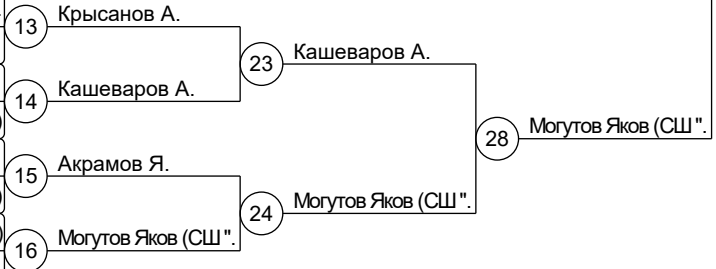 13 Крысанов А.
23 Кашеваров А.
14 Кашеваров А.
28 Могутов Яков (СШ ".
15 Акрамов Я.
24 Могутов Яков (СШ ".
16 Могутов Яков (СШ ".